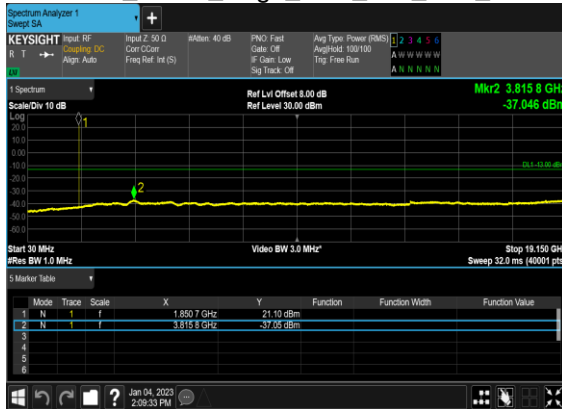 Spectrum Analyzer 1
Swept SA
+
KEYSIGHT Input: RF Input Z: 50 Ω #Atten: 40 dB PNO: Fast Avg Type: Power (RMS) 1 2 3 4 5 6
R T Coupling: DC Corr CCorr Gate: Off Avg|Hold: 100/100 A W W W W W
Align: Auto Freq Ref: Int (S) IF Gain: Low Trig: Free Run
LXI Sig Track: Off A N N N N N
1 Spectrum Ref Lvl Offset 8.00 dB Mkr2 3.815 8 GHz
Scale/Div 10 dB Ref Level 30.00 dBm -37.046 dBm
Log
20.0
10.0
0.00
-10.0
-20.0
-30.0
-40.0
-50.0
-60.0
1
2
DL1 -13.00 dBm
Start 30 MHz Video BW 3.0 MHz* Stop 19.150 GH
#Res BW 1.0 MHz Sweep 32.0 ms (40001 pts
5 Marker Table
Mode Trace Scale X Y Function Function Width Function Value
1 N 1 f 1.850 7 GHz 21.10 dBm
2 N 1 f 3.815 8 GHz -37.05 dBm
3
4
5
6
? Jan 04, 2023
2:09:33 PM